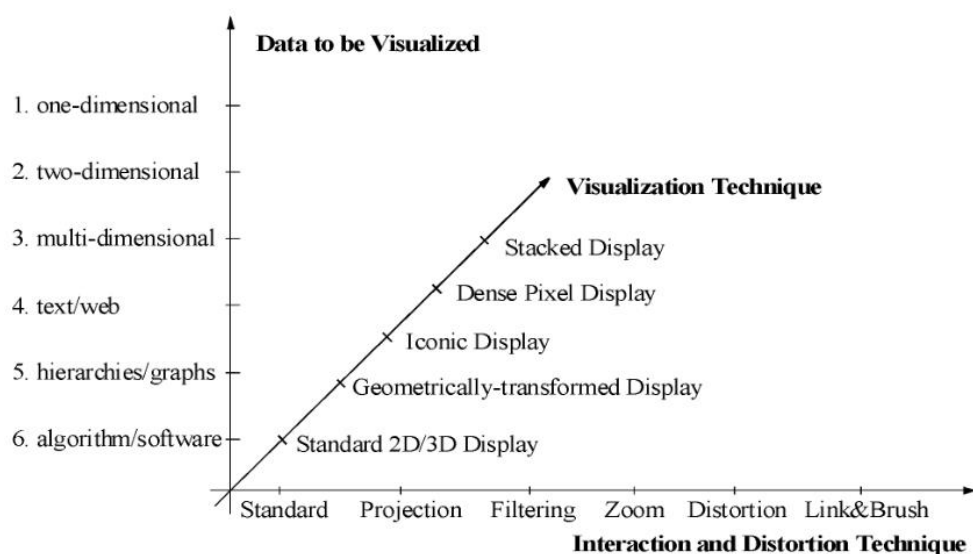 Data to be Visualized
1. one-dimensional
2. two-dimensional
Visualization Technique
3. multi-dimensional
Stacked Display
Dense Pixel Display
4. text/web
Iconic Display
5. hierarchies/graphs
Geometrically-transformed Display
6. algorithm/software
Standard 2D/3D Display
Standard Projection Filtering Zoom Distortion Link&Brush
Interaction and Distortion Technique